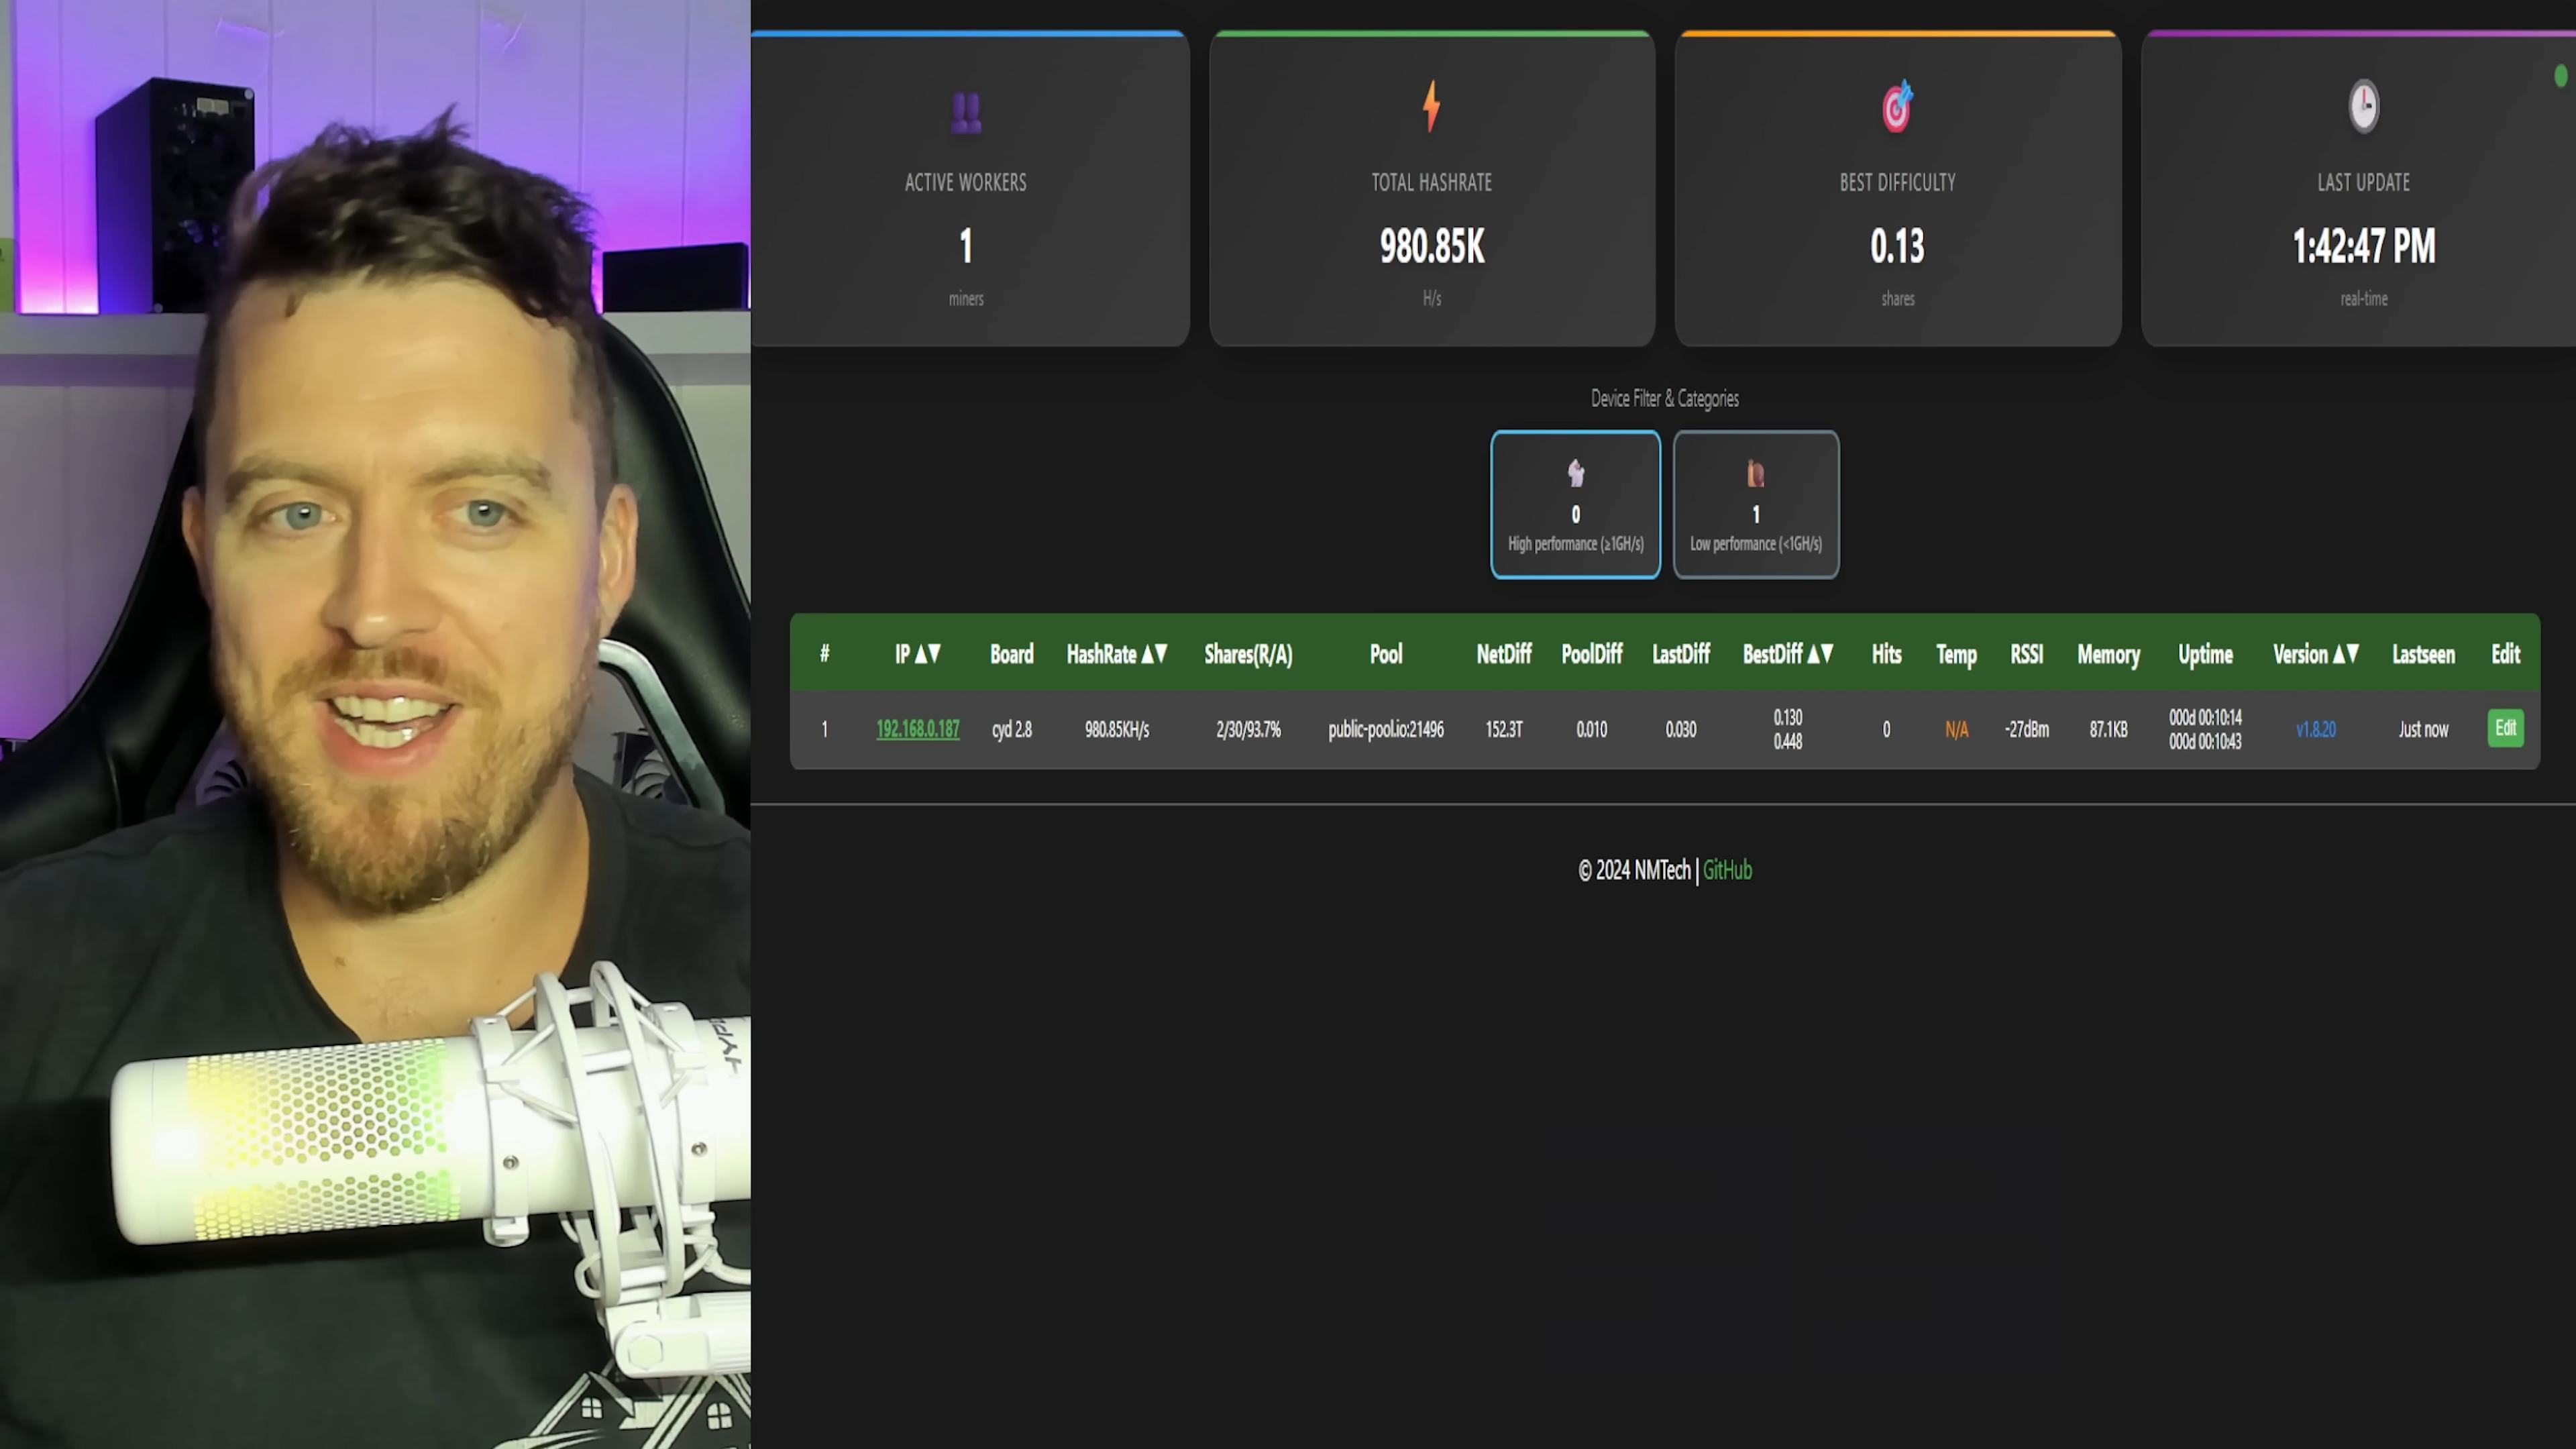 ACTIVE WORKERS
1
miners
TOTAL HASHRATE
980.85K
H/s
BEST DIFFICULTY
0.13
shares
LAST UPDATE
1:42:47 PM
real-time
Device Filter & Categories
0
High performance (≥1GH/s)
1
Low performance (<1GH/s)
# IP ▲▼ Board HashRate ▲▼ Shares(R/A) Pool NetDiff PoolDiff LastDiff BestDiff ▲▼ Hits Temp RSSI Memory Uptime Version ▲▼ Lastseen Edit
1 192.168.0.187 cyd 2.8 980.85KH/s 2/30/93.7% public-pool.io:21496 152.3T 0.010 0.030 0.130 0 N/A -27dBm 87.1KB 000d 00:10:14 v1.8.20 Just now Edit
0.448 000d 00:10:43
© 2024 NMTech | GitHub
HYP